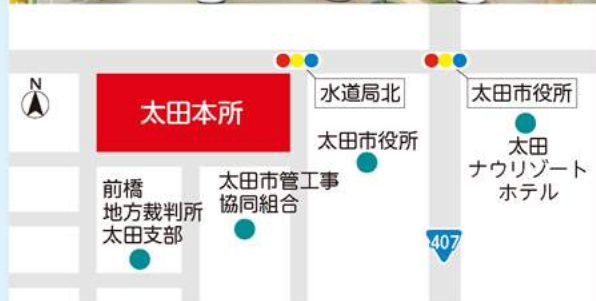 N
水道局北
太田市役所
太田本所
太田市役所
太田
ナウリゾート
ホテル
前橋
地方裁判所
太田支部
太田市管工事
協同組合
407